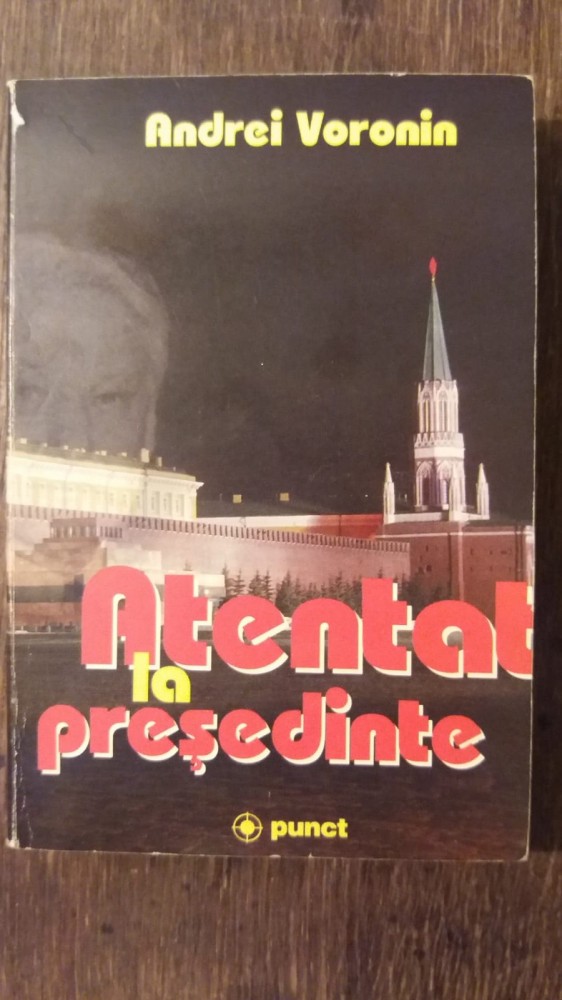 Andrei Voronin
Atentat
la
președinte
punct